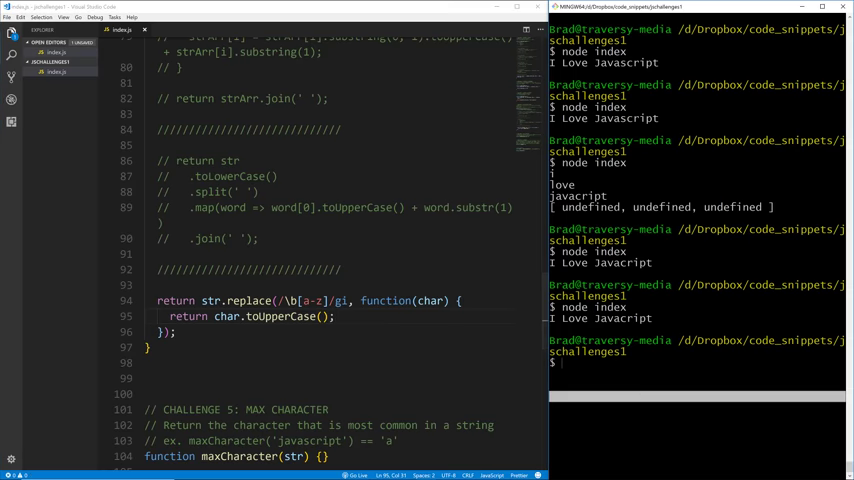 index.js - Visual Studio Code
File Edit Selection View Go Debug Tasks Help
EXPLORER
OPEN EDITORS 1 UNSAVED
index.js
JSCHALLENGES1
index.js
index.js
79 // strArr[i] = strArr[i].substring(0, 1).toUpperCase()
+ strArr[i].substring(1);
80 // }
81
82 // return strArr.join(' ');
83
84 /////////////////////////////
85
86 // return str
87 // .toLowerCase()
88 // .split(' ')
89 // .map(word => word[0].toUpperCase() + word.substr(1)
)
90 // .join(' ');
91
92 /////////////////////////////
93
94 return str.replace(/\b[a-z]/gi, function(char) {
95 return char.toUpperCase();
96 });
97 }
98
99
100
101 // CHALLENGE 5: MAX CHARACTER
102 // Return the character that is most common in a string
103 // ex. maxCharacter('javascript') == 'a'
104 function maxCharacter(str) {}
0 0
Go Live Ln 95, Col 31 Spaces: 2 UTF-8 CRLF JavaScript Prettier
MINGW64:/d/Dropbox/code_snippets/jschallenges1
Brad@traversy-media /d/Dropbox/code_snippets/j
schallenges1
$ node index
I Love Javascript
Brad@traversy-media /d/Dropbox/code_snippets/j
schallenges1
$ node index
I Love Javascript
Brad@traversy-media /d/Dropbox/code_snippets/j
schallenges1
$ node index
i
love
javacript
[ undefined, undefined, undefined ]
Brad@traversy-media /d/Dropbox/code_snippets/j
schallenges1
$ node index
I Love Javacript
Brad@traversy-media /d/Dropbox/code_snippets/j
schallenges1
$ node index
I Love Javacript
Brad@traversy-media /d/Dropbox/code_snippets/j
schallenges1
$